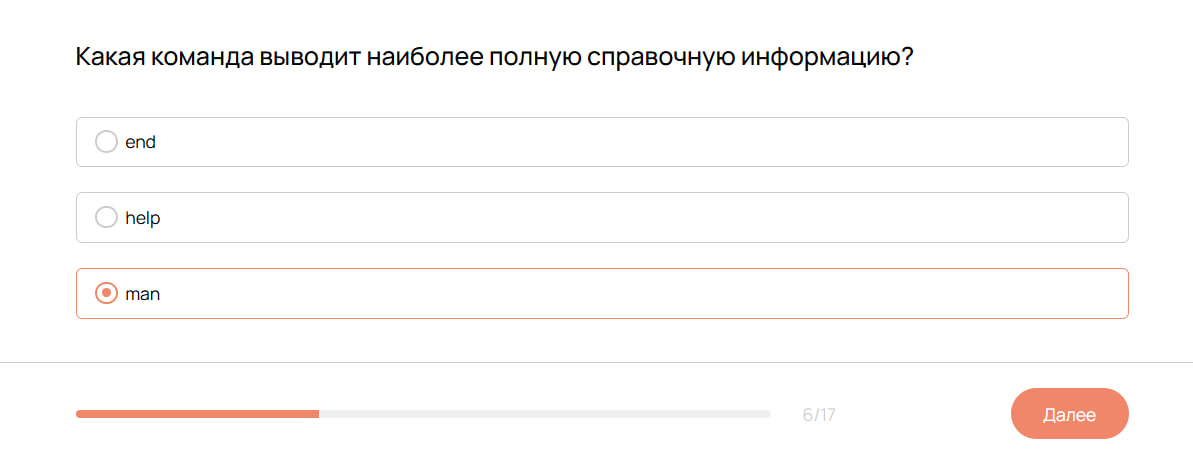 Какая команда выводит наиболее полную справочную информацию?
end
help
man
6/17
Далее